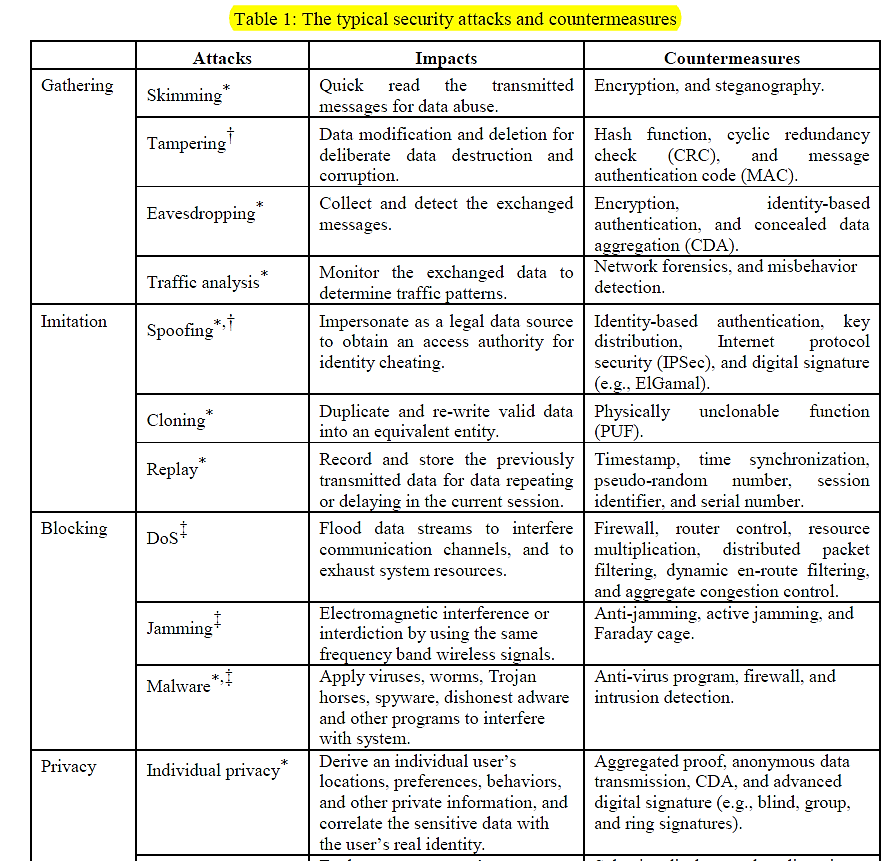 Table 1: The typical security attacks and countermeasures
Attacks
Impacts
Countermeasures
Gathering
Skimming*
Quick read the transmitted
messages for data abuse.
Encryption, and steganography.
Tampering†
Data modification and deletion for
deliberate data destruction and
corruption.
Hash function, cyclic redundancy
check (CRC), and message
authentication code (MAC).
Eavesdropping*
Collect and detect the exchanged
messages.
Encryption, identity-based
authentication, and concealed data
aggregation (CDA).
Traffic analysis*
Monitor the exchanged data to
determine traffic patterns.
Network forensics, and misbehavior
detection.
Imitation
Spoofing*,†
Impersonate as a legal data source
to obtain an access authority for
identity cheating.
Identity-based authentication, key
distribution, Internet protocol
security (IPSec), and digital signature
(e.g., ElGamal).
Cloning*
Duplicate and re-write valid data
into an equivalent entity.
Physically unclonable function
(PUF).
Replay*
Record and store the previously
transmitted data for data repeating
or delaying in the current session.
Timestamp, time synchronization,
pseudo-random number, session
identifier, and serial number.
Blocking
DoS‡
Flood data streams to interfere
communication channels, and to
exhaust system resources.
Firewall, router control, resource
multiplication, distributed packet
filtering, dynamic en-route filtering,
and aggregate congestion control.
Jamming‡
Electromagnetic interference or
interdiction by using the same
frequency band wireless signals.
Anti-jamming, active jamming, and
Faraday cage.
Malware*,‡
Apply viruses, worms, Trojan
horses, spyware, dishonest adware
and other programs to interfere
with system.
Anti-virus program, firewall, and
intrusion detection.
Privacy
Individual privacy*
Derive an individual user's
locations, preferences, behaviors,
and other private information, and
correlate the sensitive data with
the user's real identity.
Aggregated proof, anonymous data
transmission, CDA, and advanced
digital signature (e.g., blind, group,
and ring signatures).